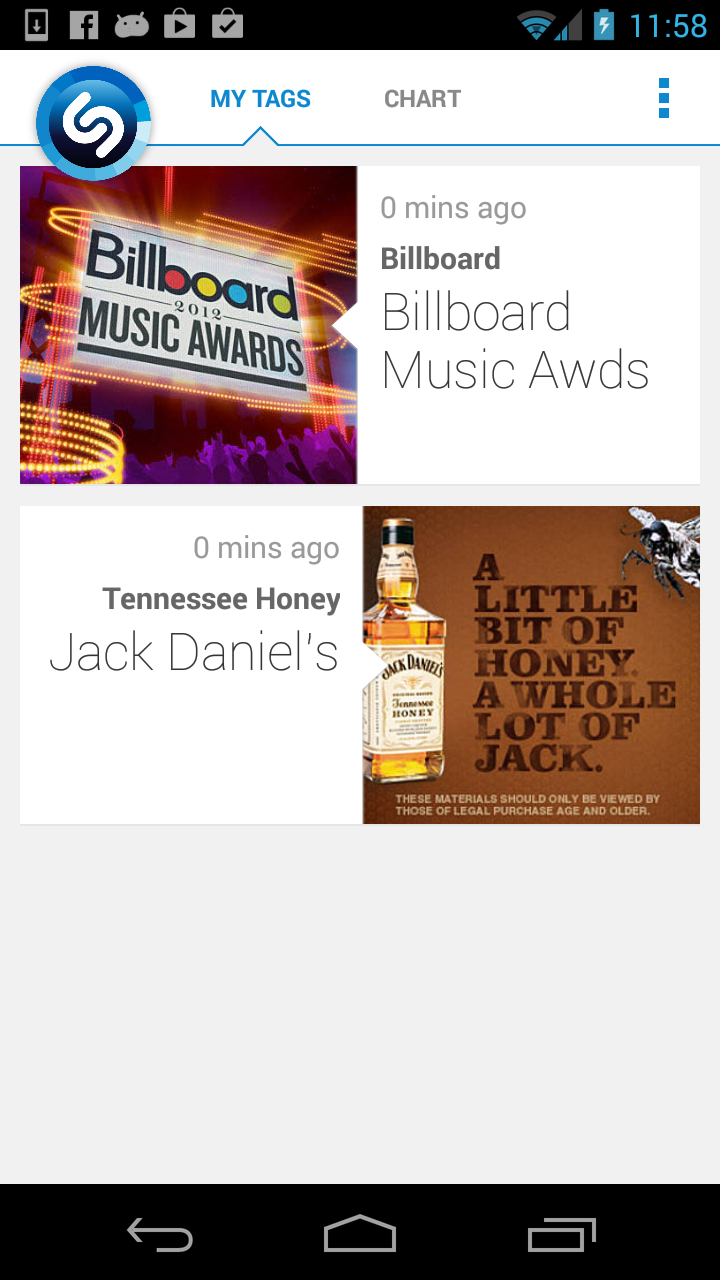 11:58
MY TAGS
CHART
Billboard
2012
MUSIC AWARDS
0 mins ago
Billboard
Billboard
Music Awds
0 mins ago
Tennessee Honey
Jack Daniel's
JACK DANIEL'S
Tennessee
HONEY
A
LITTLE
BIT OF
HONEY.
A WHOLE
LOT OF
JACK.
THESE MATERIALS SHOULD ONLY BE VIEWED BY
THOSE OF LEGAL PURCHASE AGE AND OLDER.